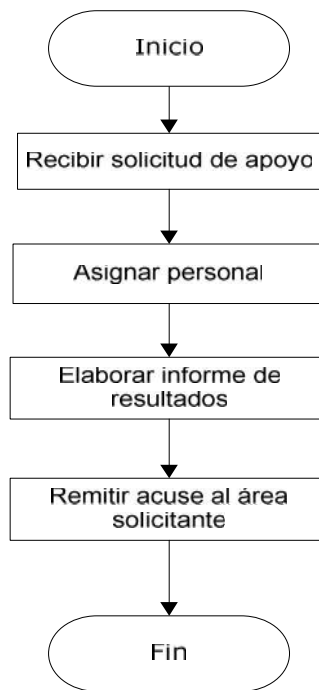 Inicio
Recibir solicitud de apoyo
Asignar personal
Elaborar informe de
resultados
Remitir acuse al área
solicitante
Fin